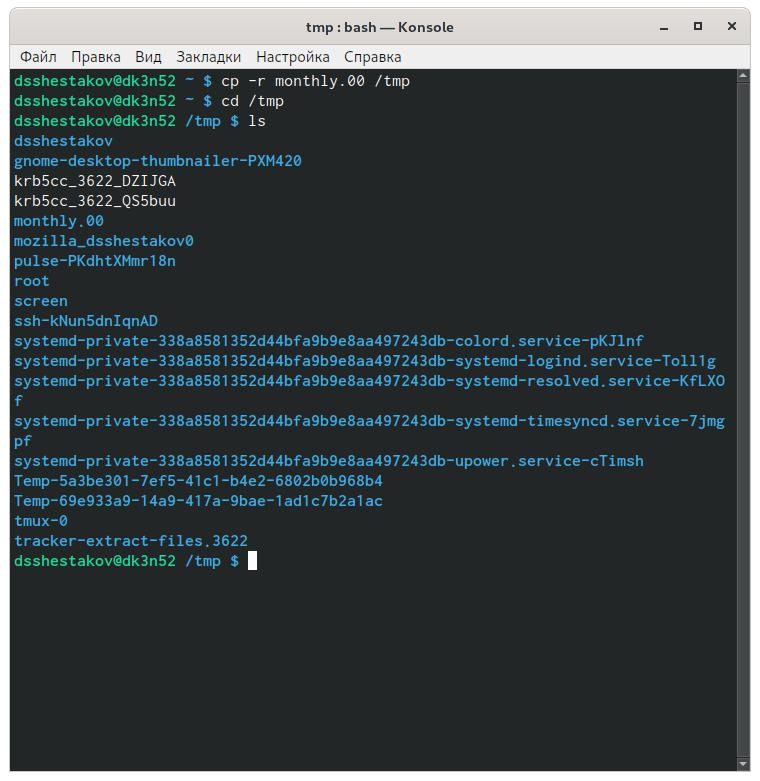 tmp : bash — Konsole
Файл Правка Вид Закладки Настройка Справка
dsshestakov@dk3n52 ~ $ cp -r monthly.00 /tmp
dsshestakov@dk3n52 ~ $ cd /tmp
dsshestakov@dk3n52 /tmp $ ls
dsshestakov
gnome-desktop-thumbnailer-PXM420
krb5cc_3622_DZIJGA
krb5cc_3622_QS5buu
monthly.00
mozilla_dsshestakov0
pulse-PKdhtXMmr18n
root
screen
ssh-kNun5dnIqnAD
systemd-private-338a8581352d44bfa9b9e8aa497243db-colord.service-pKJlnf
systemd-private-338a8581352d44bfa9b9e8aa497243db-systemd-logind.service-Toll1g
systemd-private-338a8581352d44bfa9b9e8aa497243db-systemd-resolved.service-KfLXO
f
systemd-private-338a8581352d44bfa9b9e8aa497243db-systemd-timesyncd.service-7jmg
pf
systemd-private-338a8581352d44bfa9b9e8aa497243db-upower.service-cTimsh
Temp-5a3be301-7ef5-41c1-b4e2-6802b0b968b4
Temp-69e933a9-14a9-417a-9bae-1ad1c7b2a1ac
tmux-0
tracker-extract-files.3622
dsshestakov@dk3n52 /tmp $